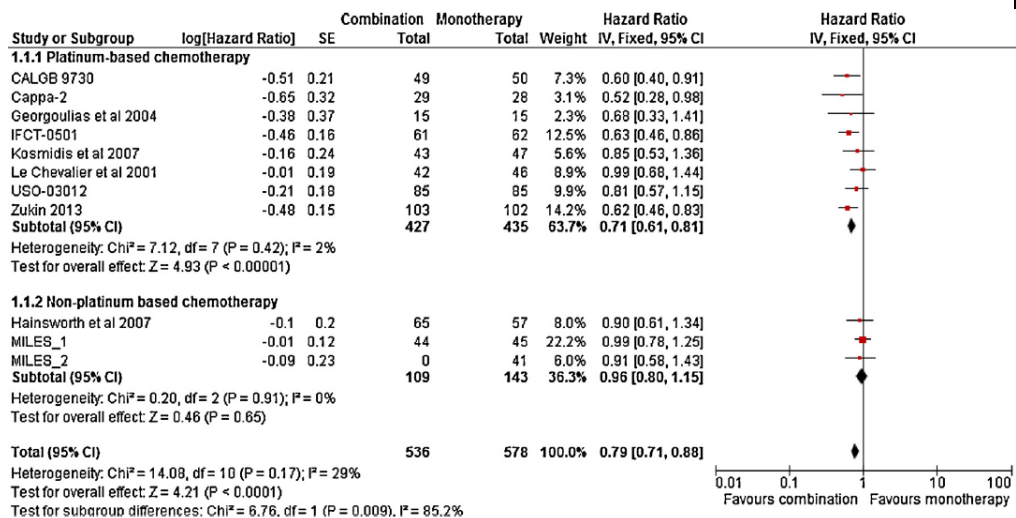 Combination Monotherapy Hazard Ratio Hazard Ratio
Study or Subgroup log[Hazard Ratio] SE Total Total Weight IV, Fixed, 95% CI IV, Fixed, 95% CI
1.1.1 Platinum-based chemotherapy
CALGB 9730 -0.51 0.21 49 50 7.3% 0.60 [0.40, 0.91]
Cappa-2 -0.65 0.32 29 28 3.1% 0.52 [0.28, 0.98]
Georgoulias et al 2004 -0.38 0.37 15 15 2.3% 0.68 [0.33, 1.41]
IFCT-0501 -0.46 0.16 61 62 12.5% 0.63 [0.46, 0.86]
Kosmidis et al 2007 -0.16 0.24 43 47 5.6% 0.85 [0.53, 1.36]
Le Chevalier et al 2001 -0.01 0.19 42 46 8.9% 0.99 [0.68, 1.44]
USO-03012 -0.21 0.18 85 85 9.9% 0.81 [0.57, 1.15]
Zukin 2013 -0.48 0.15 103 102 14.2% 0.62 [0.46, 0.83]
Subtotal (95% CI) 427 435 63.7% 0.71 [0.61, 0.81]
Heterogeneity: Chi² = 7.12, df = 7 (P = 0.42); I² = 2%
Test for overall effect: Z = 4.93 (P < 0.00001)
1.1.2 Non-platinum based chemotherapy
Hainsworth et al 2007 -0.1 0.2 65 57 8.0% 0.90 [0.61, 1.34]
MILES_1 -0.01 0.12 44 45 22.2% 0.99 [0.78, 1.25]
MILES_2 -0.09 0.23 0 41 6.0% 0.91 [0.58, 1.43]
Subtotal (95% CI) 109 143 36.3% 0.96 [0.80, 1.15]
Heterogeneity: Chi² = 0.20, df = 2 (P = 0.91); I² = 0%
Test for overall effect: Z = 0.46 (P = 0.65)
Total (95% CI) 536 578 100.0% 0.79 [0.71, 0.88]
Heterogeneity: Chi² = 14.08, df = 10 (P = 0.17); I² = 29%
Test for overall effect: Z = 4.21 (P < 0.0001)
Test for subgroup differences: Chi² = 6.76, df = 1 (P = 0.009), I² = 85.2%
0.01 0.1 1 10 100
Favours combination Favours monotherapy